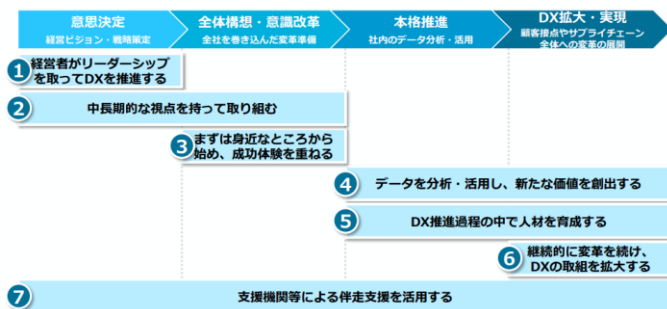 意思決定
経営ビジョン・戦略策定
全体構想・意識改革
全社を巻き込んだ変革準備
本格推進
社内のデータ分析・活用
DX拡大・実現
顧客接点やサプライチェーン
全体への変革の展開
1
経営者がリーダーシップ
を取ってDXを推進する
2
中長期的な視点を持って取り組む
3
まずは身近なところから
始め、成功体験を重ねる
4
データを分析・活用し、新たな価値を創出する
5
DX推進過程の中で人材を育成する
6
継続的に変革を続け、
DXの取組を拡大する
7
支援機関等による伴走支援を活用する